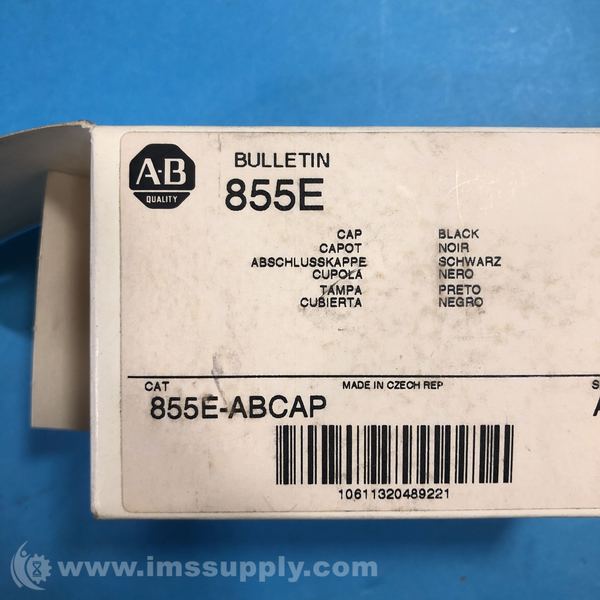 A-B
QUALITY
BULLETIN
855E
CAP BLACK
CAPOT NOIR
ABSCHLUSSKAPPE SCHWARZ
CUPOLA NERO
TAMPA PRETO
CUBIERTA NEGRO
CAT MADE IN CZECH REP S
855E-ABCAP A
10611320489221
www.imssupply.com